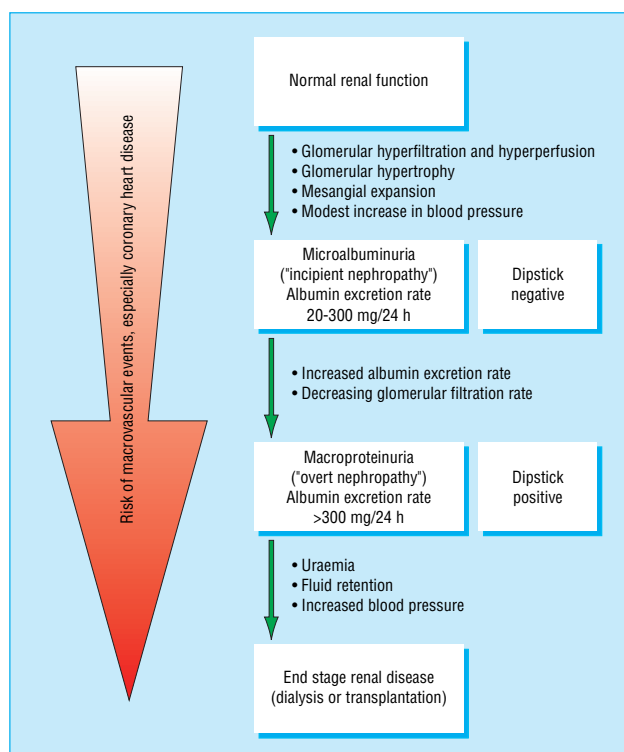 Risk of macrovascular events, especially coronary heart disease
Normal renal function
• Glomerular hyperfiltration and hyperperfusion
• Glomerular hypertrophy
• Mesangial expansion
• Modest increase in blood pressure
Microalbuminuria
("incipient nephropathy")
Albumin excretion rate
20-300 mg/24 h
Dipstick
negative
• Increased albumin excretion rate
• Decreasing glomerular filtration rate
Macroproteinuria
("overt nephropathy")
Albumin excretion rate
>300 mg/24 h
Dipstick
positive
• Uraemia
• Fluid retention
• Increased blood pressure
End stage renal disease
(dialysis or transplantation)